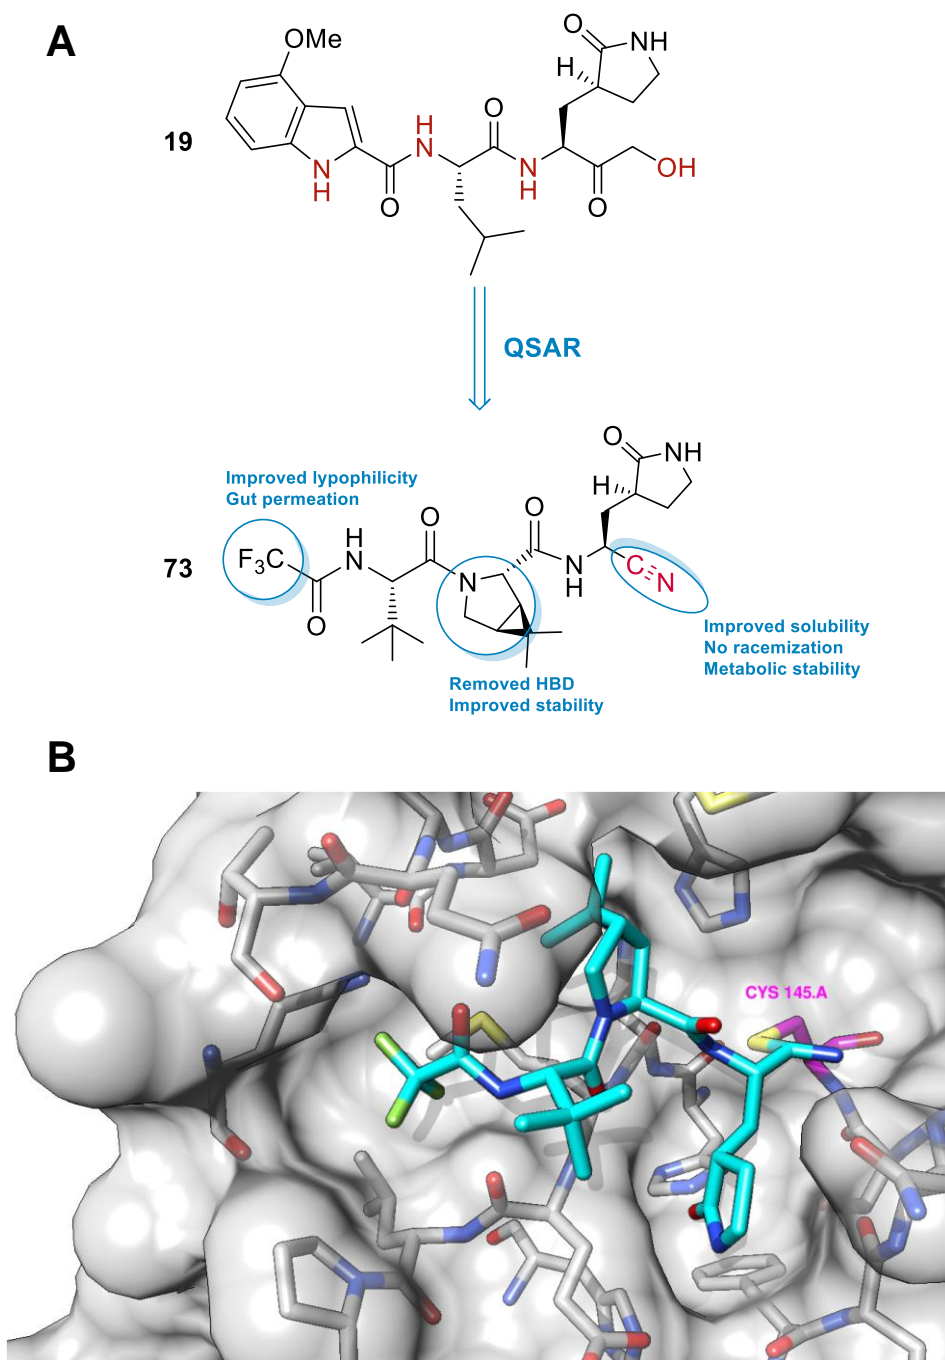 A
OMe
O
NH
H
19
H
N
O
N
H
O
N
H
O
OH
QSAR
Improved lypophilicity
Gut permeation
O
NH
H
73
F₃C
H
N
O
O
N
O
N
H
C
N
Improved solubility
No racemization
Metabolic stability
Removed HBD
Improved stability
B
CYS 145.A